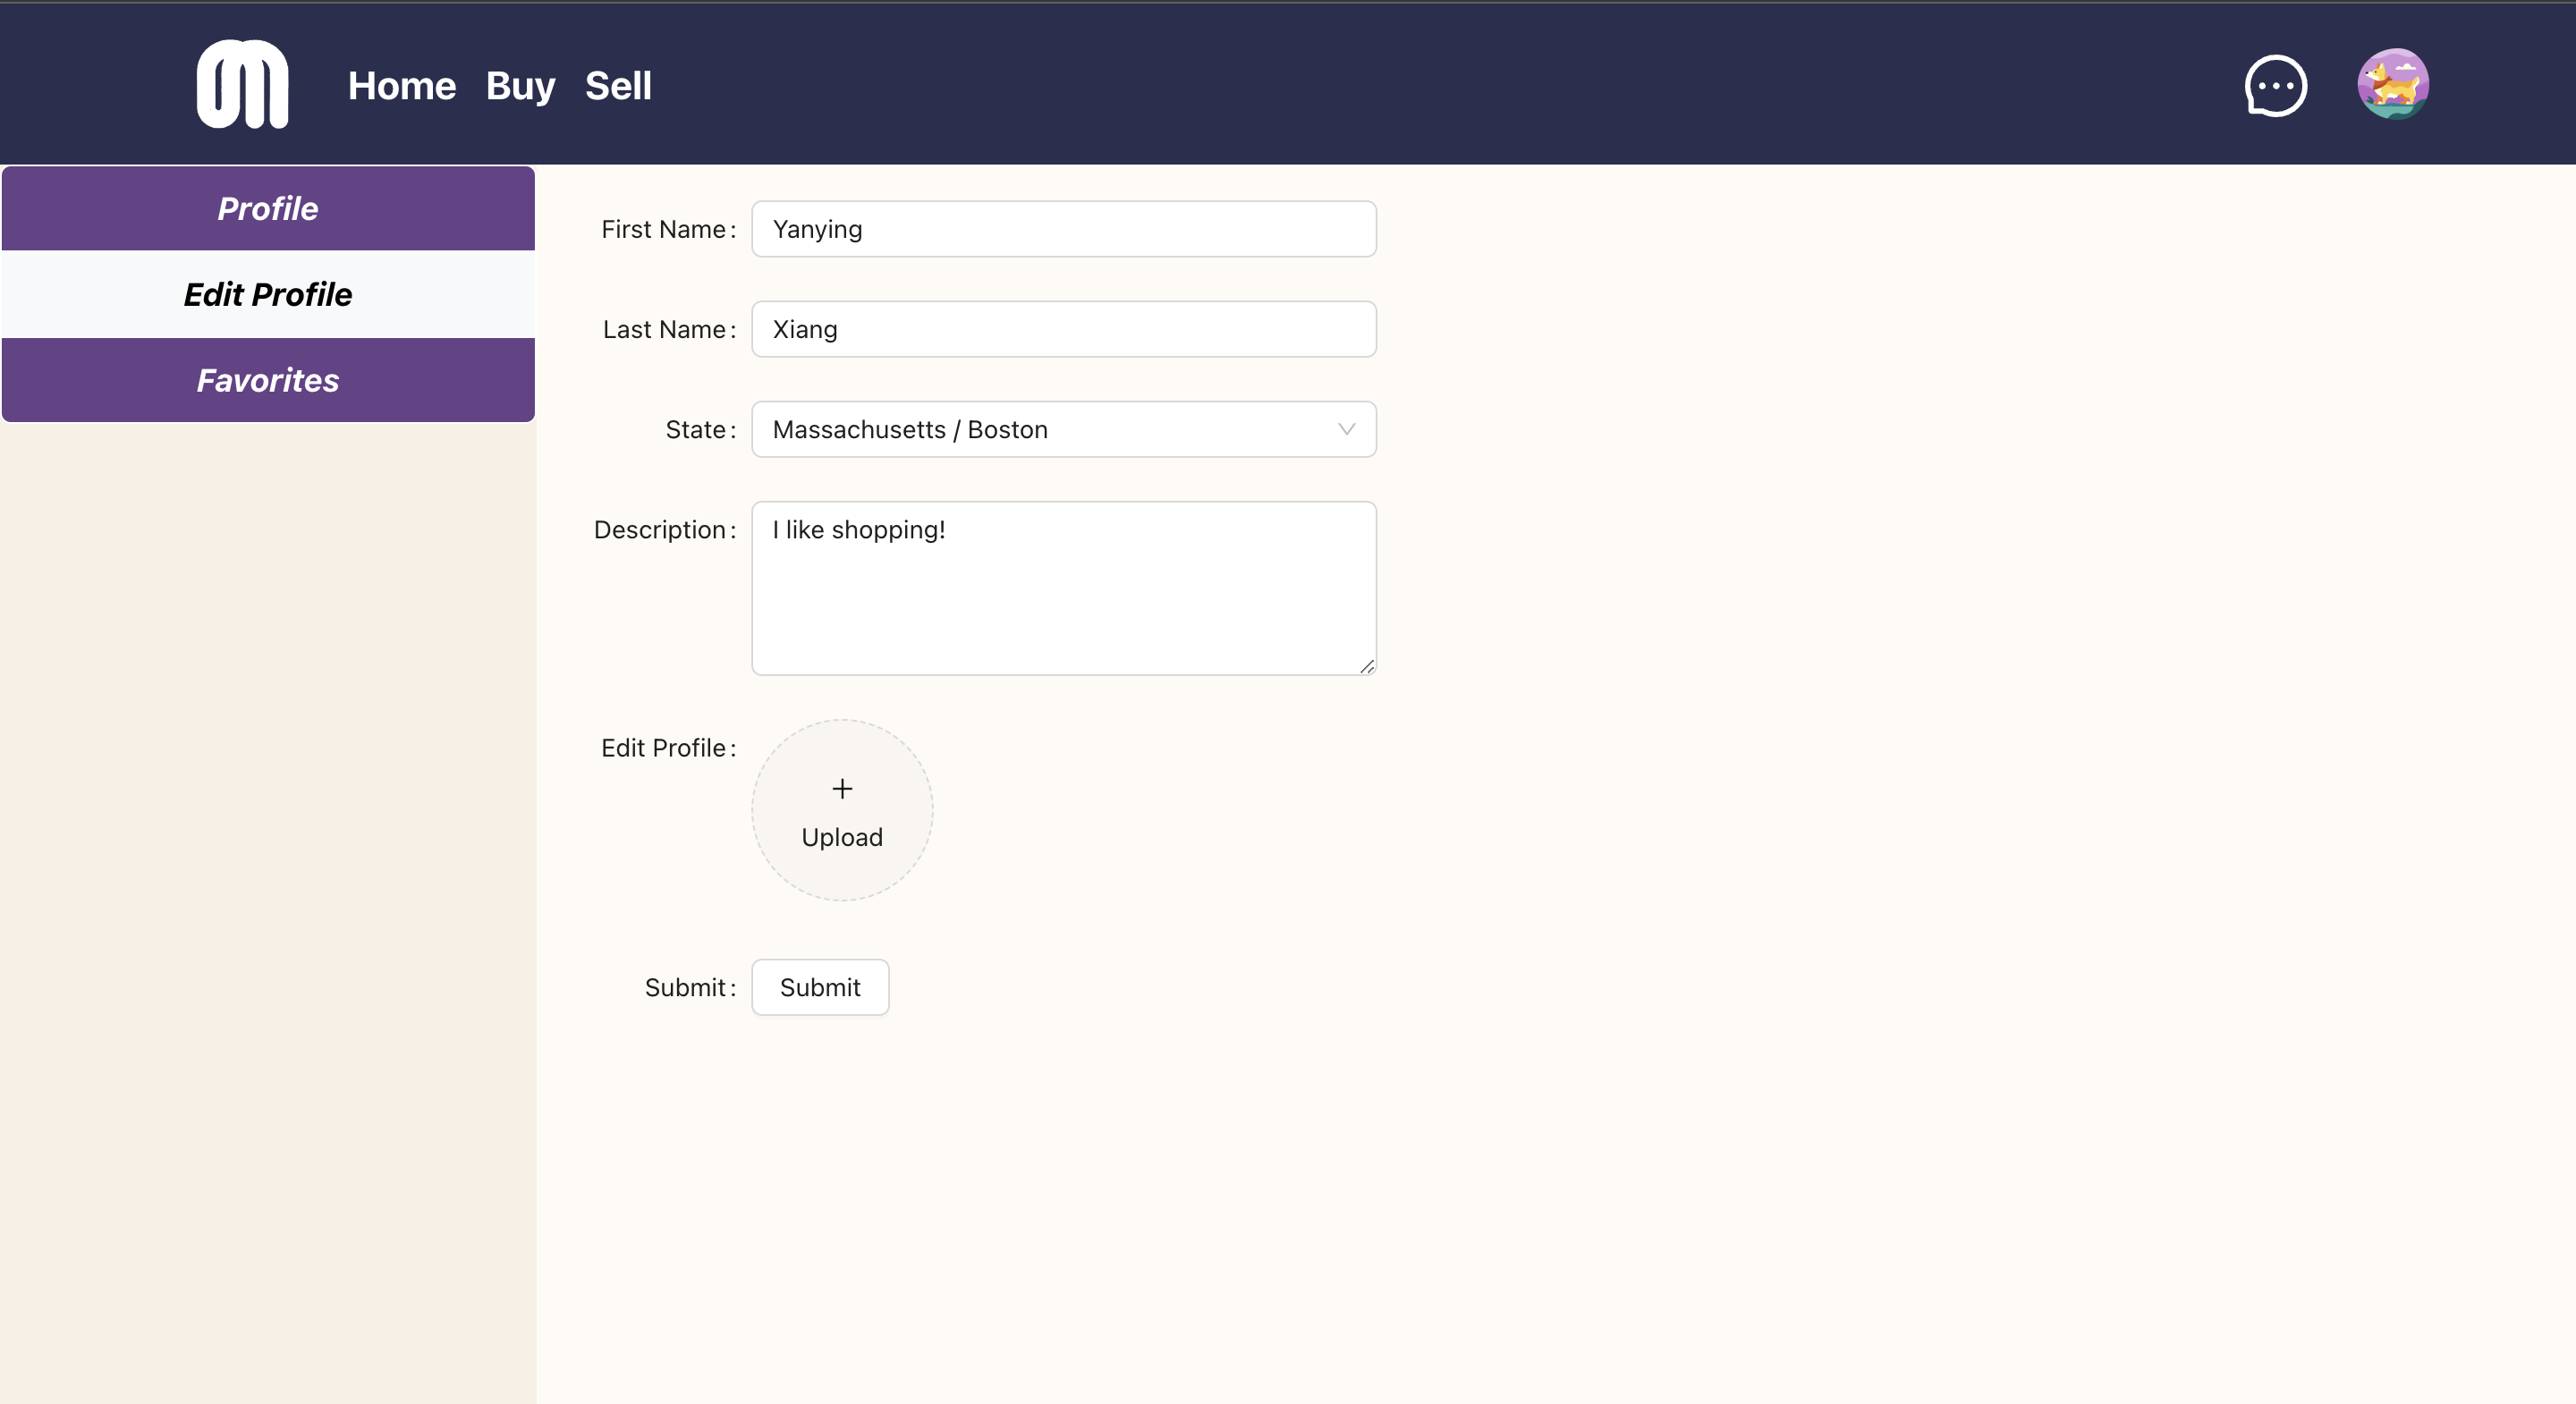 Home Buy Sell
Profile
Edit Profile
Favorites
First Name: Yanying
Last Name: Xiang
State: Massachusetts / Boston
Description: I like shopping!
Edit Profile:
+
Upload
Submit: Submit